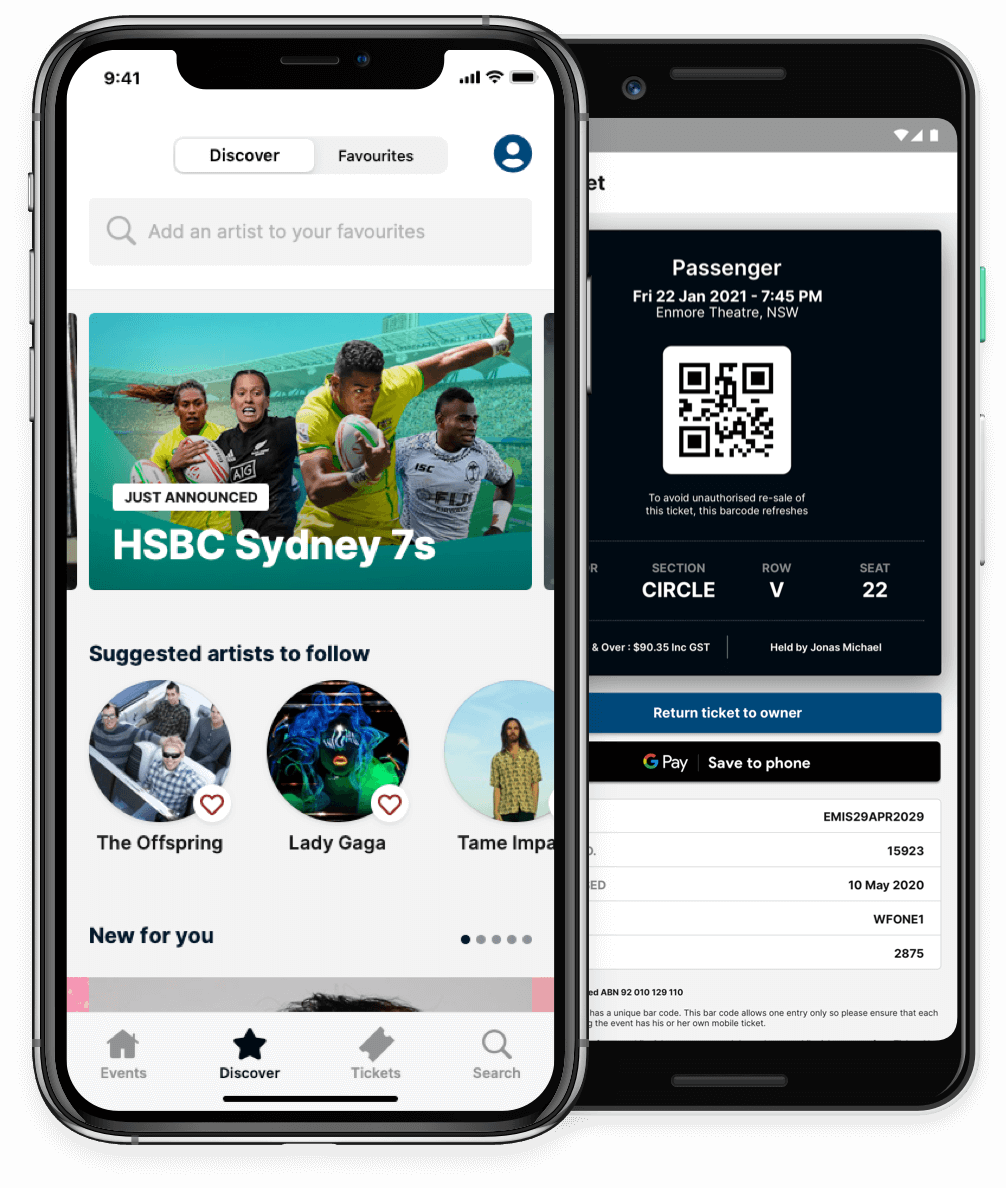 9:41
Discover
Favourites
Add an artist to your favourites
AIG
ISC
FIJI
JUST ANNOUNCED
HSBC Sydney 7s
Suggested artists to follow
The Offspring
Lady Gaga
Tame Impa
New for you
Events
Discover
Tickets
Search
et
Passenger
Fri 22 Jan 2021 - 7:45 PM
Enmore Theatre, NSW
To avoid unauthorised re-sale of
this ticket, this barcode refreshes
R
SECTION
ROW
SEAT
CIRCLE
V
22
& Over : $90.35 Inc GST
Held by Jonas Michael
Return ticket to owner
G Pay
Save to phone
EMIS29APR2029
15923
ED
10 May 2020
WFONE1
2875
ed ABN 92 010 129 110
has a unique bar code. This bar code allows one entry only so please ensure that each
g the event has his or her own mobile ticket.